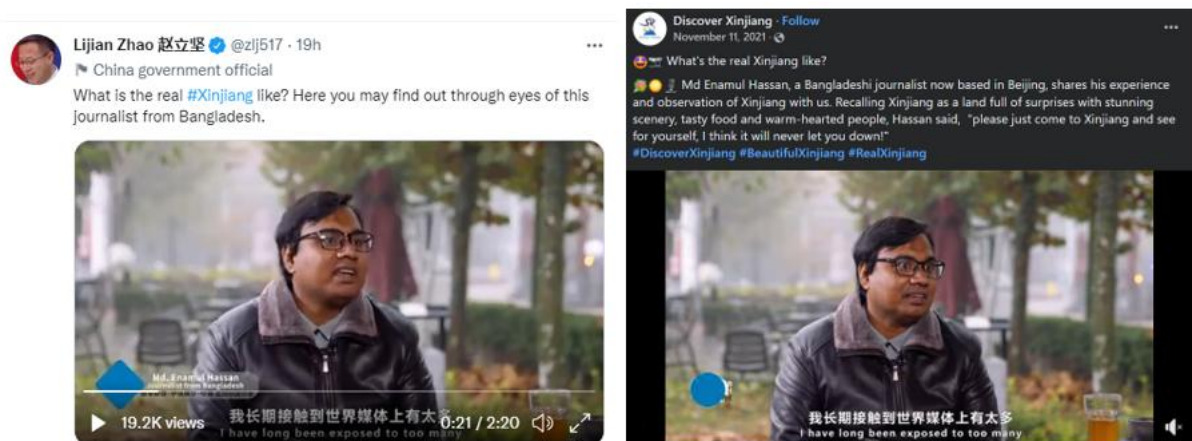 Lijian Zhao 赵立坚 @zlj517 · 19h
China government official
What is the real #Xinjiang like? Here you may find out through eyes of this
journalist from Bangladesh.
Md. Enamul Hassan
Journalist from Bangladesh
19.2K views
0:21 / 2:20
我长期接触到世界媒体上有太多
I have long been exposed to too many
Discover Xinjiang · Follow
November 11, 2021 ·
What's the real Xinjiang like?
Md Enamul Hassan, a Bangladeshi journalist now based in Beijing, shares his experience
and observation of Xinjiang with us. Recalling Xinjiang as a land full of surprises with stunning
scenery, tasty food and warm-hearted people, Hassan said, "please just come to Xinjiang and see
for yourself, I think it will never let you down!"
#DiscoverXinjiang #BeautifulXinjiang #RealXinjiang
我长期接触到世界媒体上有太多
I have long been exposed to too many